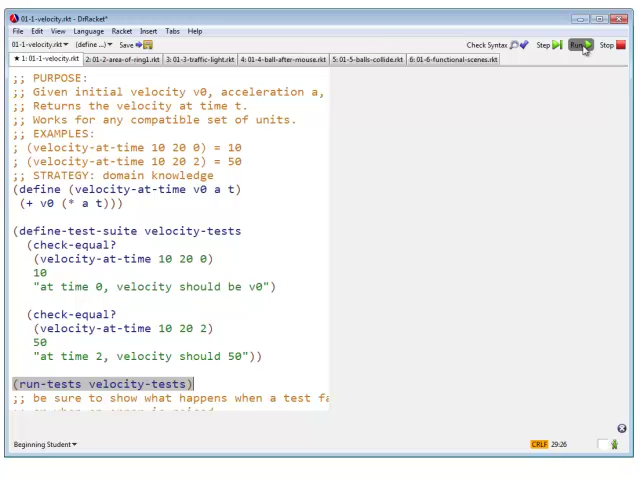 01-1-velocity.rkt - DrRacket*
File Edit View Language Racket Insert Tabs Help
01-1-velocity.rkt (define ...) Save Check Syntax Step Run Stop
1: 01-1-velocity.rkt 2: 01-2-area-of-ring1.rkt 3: 01-3-traffic-light.rkt 4: 01-4-ball-after-mouse.rkt 5: 01-5-balls-collide.rkt 6: 01-6-functional-scenes.rkt
;; PURPOSE:
;; Given initial velocity v0, acceleration a,
;; Returns the velocity at time t.
;; Works for any compatible set of units.
;; EXAMPLES:
; (velocity-at-time 10 20 0) = 10
; (velocity-at-time 10 20 2) = 50
;; STRATEGY: domain knowledge
(define (velocity-at-time v0 a t)
(+ v0 (* a t)))
(define-test-suite velocity-tests
(check-equal?
(velocity-at-time 10 20 0)
10
"at time 0, velocity should be v0")
(check-equal?
(velocity-at-time 10 20 2)
50
"at time 2, velocity should 50"))
(run-tests velocity-tests)
;; be sure to show what happens when a test fa
Beginning Student CRLF 29:26